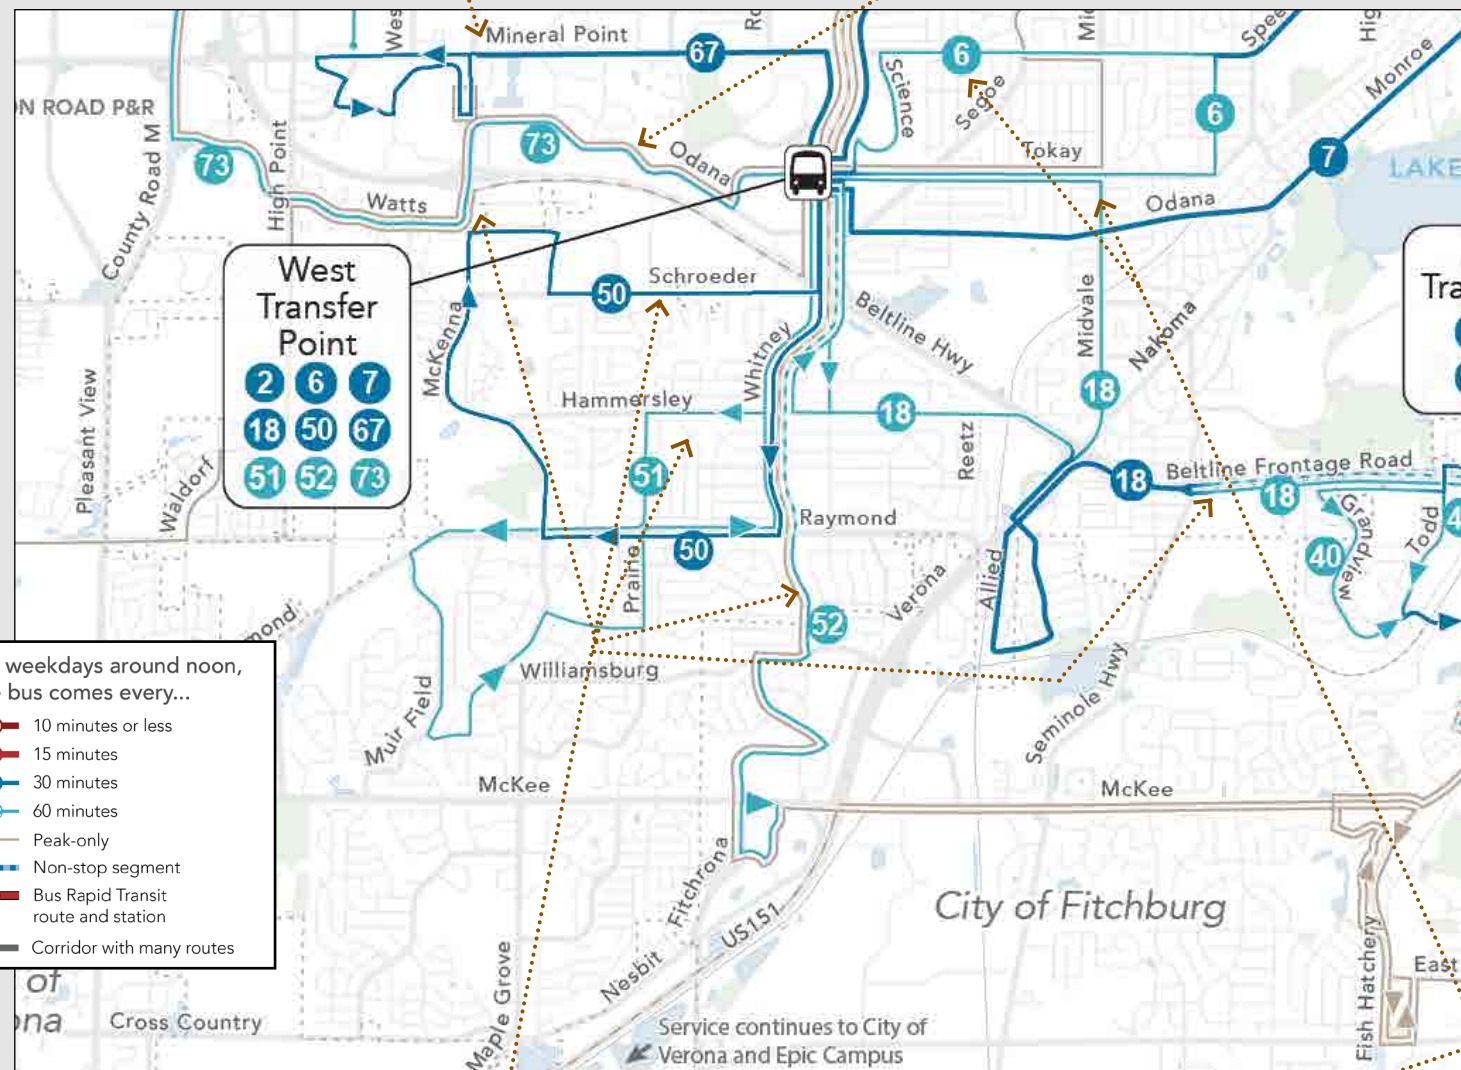 Mineral Point
67
6
Science
Segoe
Monroe
ON ROAD P&R
County Road M
High Point
73
73
Odana
Tokay
6
7
LAKE
Watts
Odana
West
Transfer
Point
2 6 7
18 50 67
51 52 73
Schroeder
50
McKenna
Whitney
Beltline Hwy
Midvale
Nakoma
Pleasant View
Hammersley
18
18
Waldorf
51
Reetz
18
Beltline Frontage Road
18
Raymond
50
Grandview
Todd
40
Prairie
Allied
Verona
52
Williamsburg
Muir Field
Seminole Hwy
weekdays around noon,
bus comes every...
10 minutes or less
15 minutes
30 minutes
60 minutes
Peak-only
Non-stop segment
Bus Rapid Transit
route and station
Corridor with many routes
McKee
McKee
Fitchrona
City of Fitchburg
US151
Nesbit
Maple Grove
Fish Hatchery
East
of
ona
Cross Country
Service continues to City of
Verona and Epic Campus